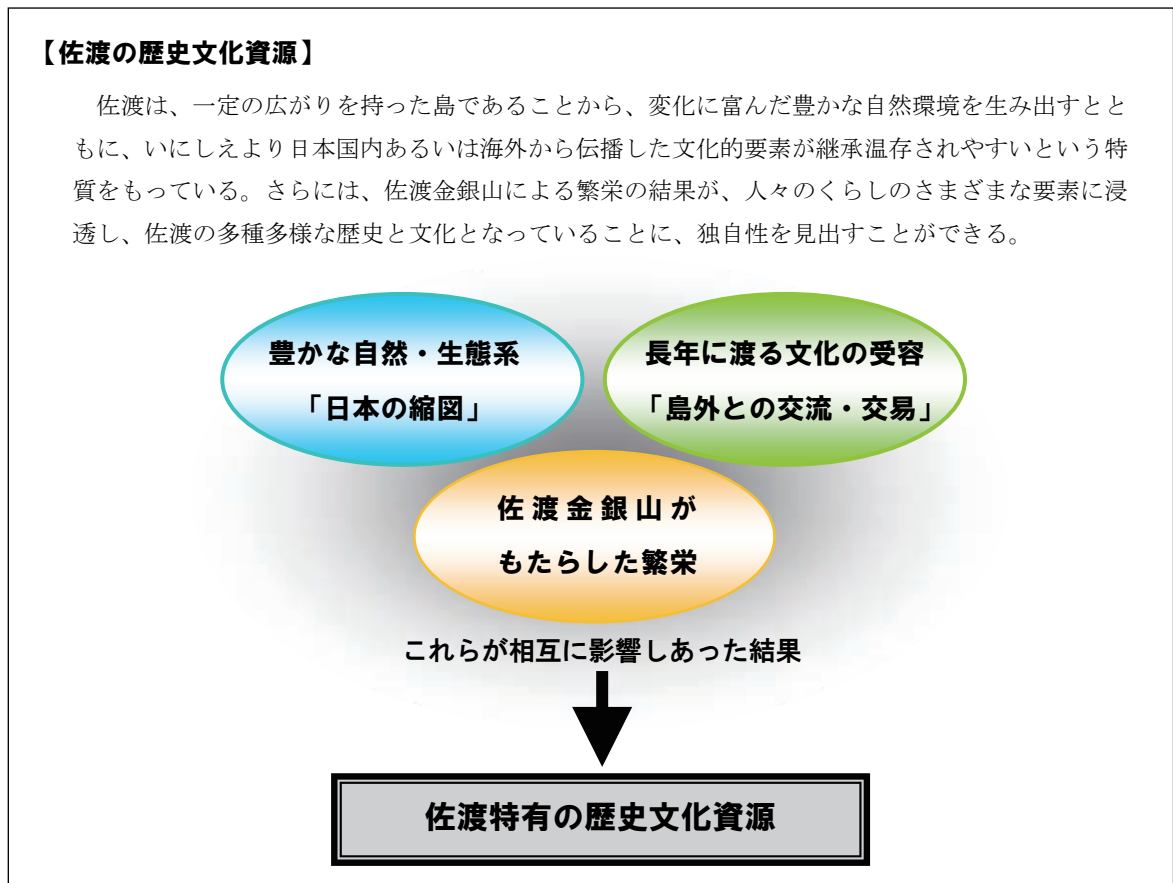 【佐渡の歴史文化資源】
佐渡は、一定の広がりを持った島であることから、変化に富んだ豊かな自然環境を生み出すとと
もに、いにしえより日本国内あるいは海外から伝播した文化的要素が継承温存されやすいという特
質をもっている。さらには、佐渡金銀山による繁栄の結果が、人々のくらしのさまざまな要素に浸
透し、佐渡の多種多様な歴史と文化となっていることに、独自性を見出すことができる。
豊かな自然・生態系
「日本の縮図」
長年に渡る文化の受容
「島外との交流・交易」
佐渡金銀山が
もたらした繁栄
これらが相互に影響しあった結果
佐渡特有の歴史文化資源